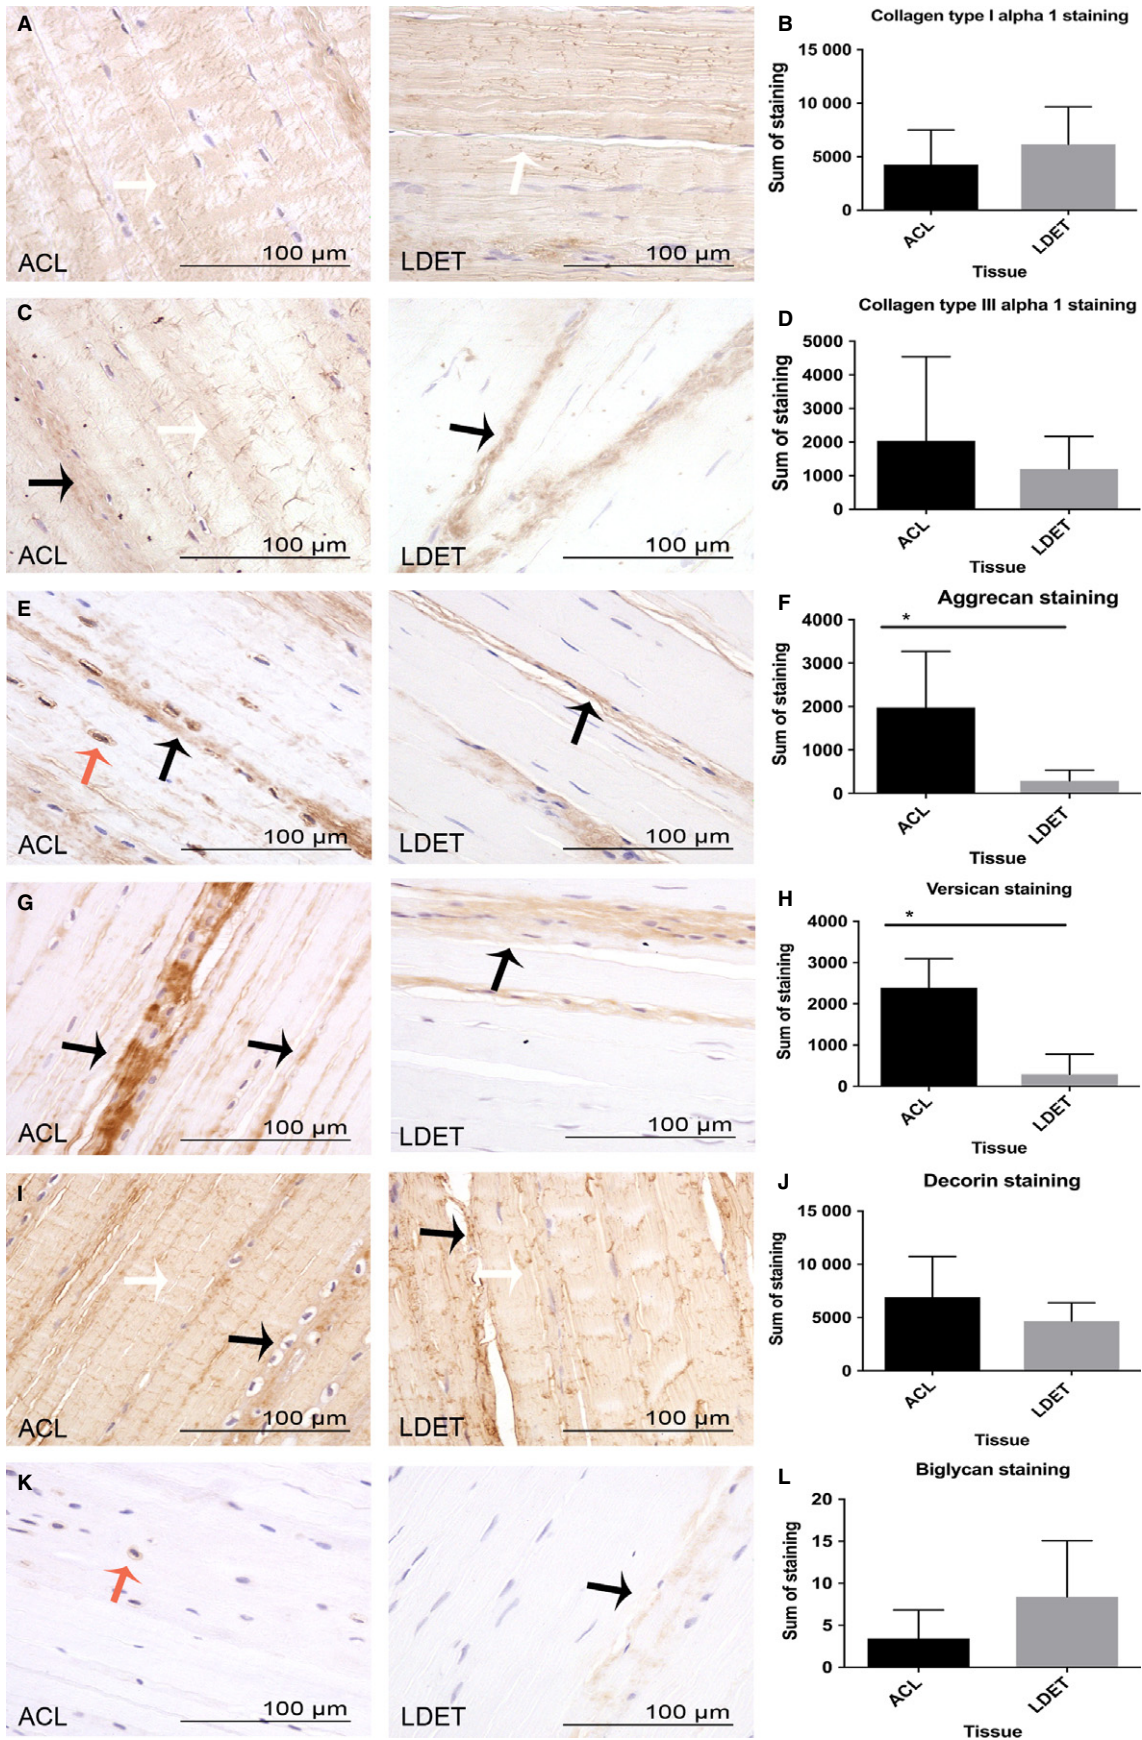 A
ACL
100 µm
LDET
100 µm
B
Collagen type I alpha 1 staining
Sum of staining
15 000
10 000
5000
0
ACL
LDET
Tissue
C
ACL
100 µm
LDET
100 µm
D
Collagen type III alpha 1 staining
Sum of staining
5000
4000
3000
2000
1000
0
ACL
LDET
Tissue
E
ACL
100 µm
LDET
100 µm
F
Aggrecan staining
Sum of staining
4000
3000
2000
1000
0
*
ACL
LDET
Tissue
G
ACL
100 µm
LDET
100 µm
H
Versican staining
Sum of staining
4000
3000
2000
1000
0
*
ACL
LDET
Tissue
I
ACL
100 µm
LDET
100 µm
J
Decorin staining
Sum of staining
15 000
10 000
5000
0
ACL
LDET
Tissue
K
ACL
100 µm
LDET
100 µm
L
Biglycan staining
Sum of staining
20
15
10
5
0
ACL
LDET
Tissue